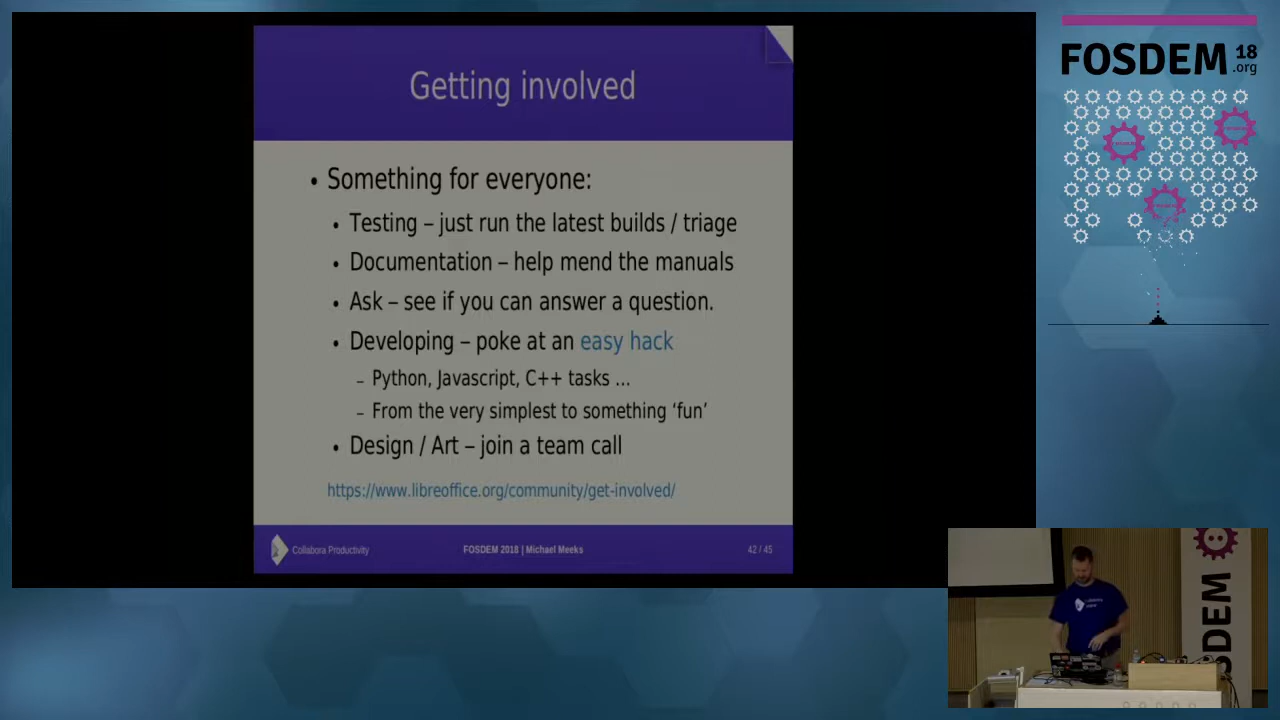 Getting involved
• Something for everyone:
• Testing – just run the latest builds / triage
• Documentation – help mend the manuals
• Ask – see if you can answer a question.
• Developing – poke at an easy hack
– Python, Javascript, C++ tasks ...
– From the very simplest to something ‘fun’
• Design / Art – join a team call
https://www.libreoffice.org/community/get-involved/
Collabora Productivity
FOSDEM 2018 | Michael Meeks
42 / 45
FOSDEM 18
.org